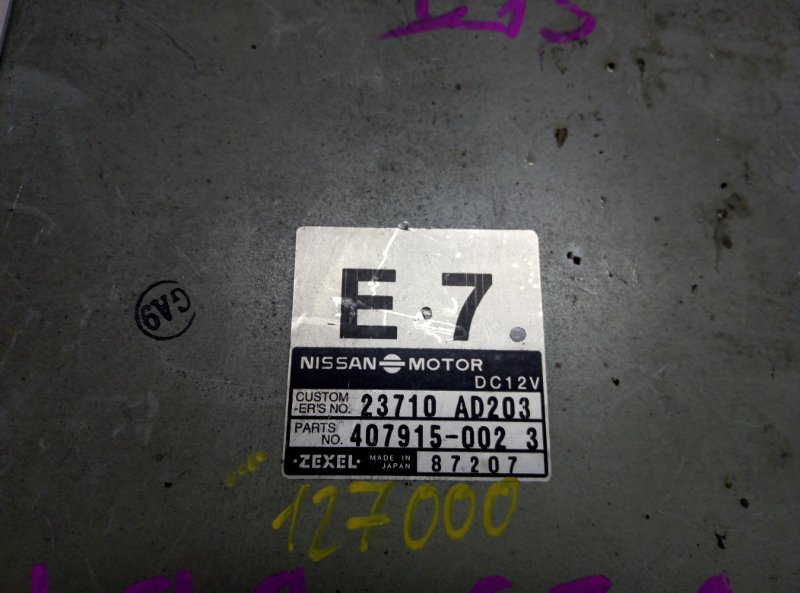 E 7
GA9
NISSAN MOTOR
DC12V
CUSTOM
-ER'S NO. 23710 AD203
PARTS
NO. 407915-002 3
·ZEXEL· MADE IN
JAPAN 87207
127000